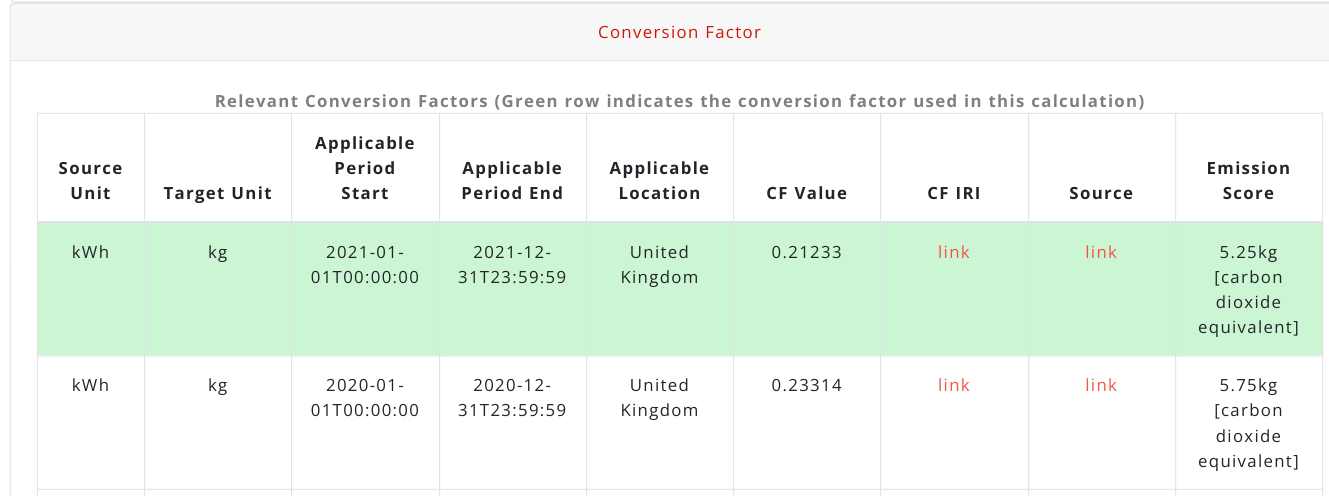 Conversion Factor
Relevant Conversion Factors (Green row indicates the conversion factor used in this calculation)
Source Unit	Target Unit	Applicable Period Start	Applicable Period End	Applicable Location	CF Value	CF IRI	Source	Emission Score
kWh	kg	2021-01-01T00:00:00	2021-12-31T23:59:59	United Kingdom	0.21233	link	link	5.25kg [carbon dioxide equivalent]
kWh	kg	2020-01-01T00:00:00	2020-12-31T23:59:59	United Kingdom	0.23314	link	link	5.75kg [carbon dioxide equivalent]